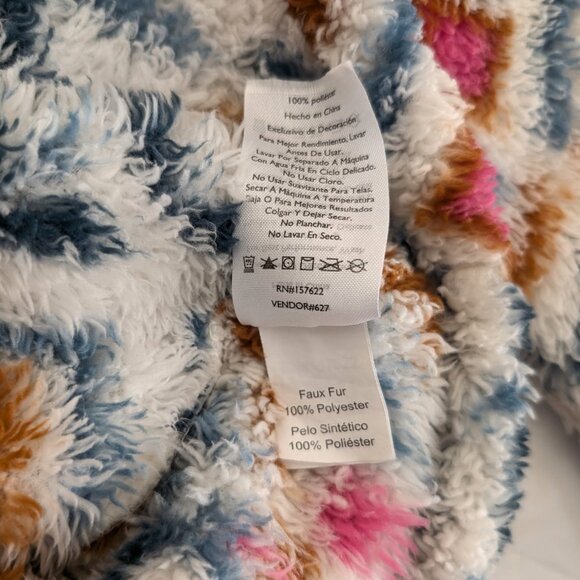 100% poliéster
Hecho en China
Exclusivo de Decoración
Para Mejor Rendimiento, Lavar
Antes De Usar.
Lavar Por Separado A Máquina
Con Agua Fría En Ciclo Delicado.
No Usar Cloro.
No Usar Suavizante Para Telas.
Secar A Máquina A Temperatura
Baja O Para Mejores Resultados
Colgar Y Dejar Secar.
No Planchar.
No Lavar En Seco.
RN#157622
VENDOR#627
Faux Fur
100% Polyester
Pelo Sintético
100% Poliéster